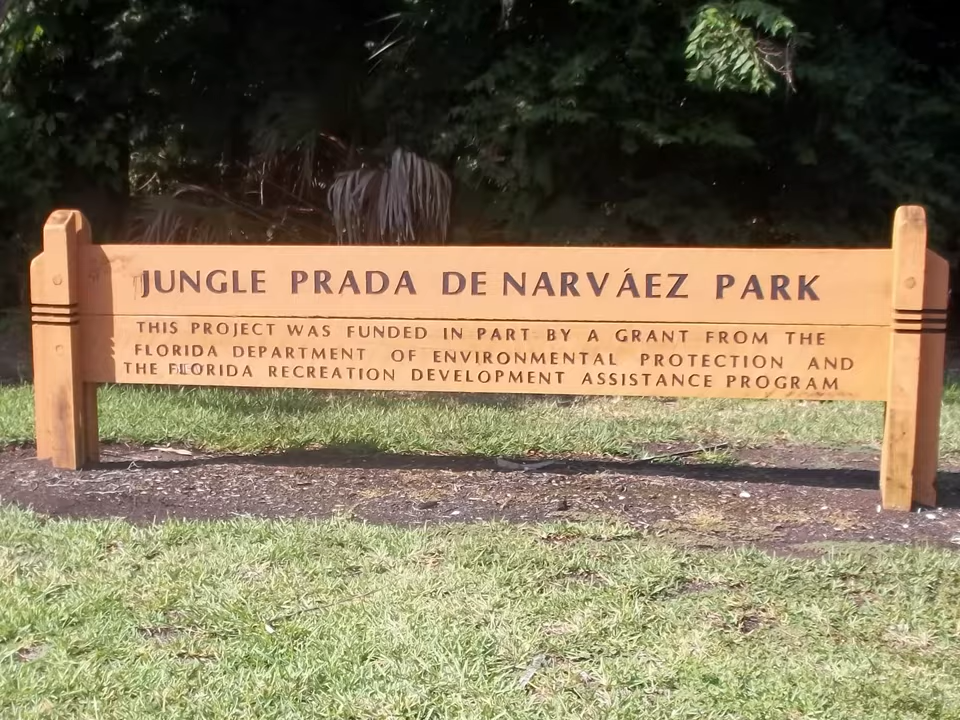 JUNGLE PRADA DE NARVÁEZ PARK
THIS PROJECT WAS FUNDED IN PART BY A GRANT FROM THE
FLORIDA DEPARTMENT OF ENVIRONMENTAL PROTECTION AND
THE FLORIDA RECREATION DEVELOPMENT ASSISTANCE PROGRAM